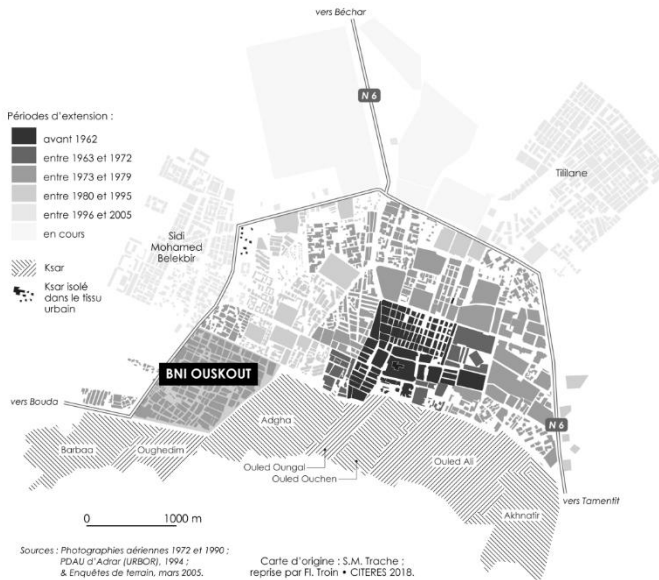 vers Béchar
N 6
Périodes d'extension :
avant 1962
entre 1963 et 1972
entre 1973 et 1979
entre 1980 et 1995
entre 1996 et 2005
en cours
Ksar
Ksar isolé
dans le tissu
urbain
Tililane
Sidi
Mohamed
Belekbir
BNI OUSKOUT
vers Bouda
Adgha
N 6
Barbaa
Oughedim
Ouled Oungal
Ouled Ouchen
Ouled Ali
Akhnafir
vers Tamentit
0 1000 m
Sources : Photographies aériennes 1972 et 1990 ;
PDAU d'Adrar (URBOR), 1994 ;
& Enquêtes de terrain, mars 2005.
Carte d'origine : S.M. Trache ;
reprise par Fl. Troin • CITERES 2018.